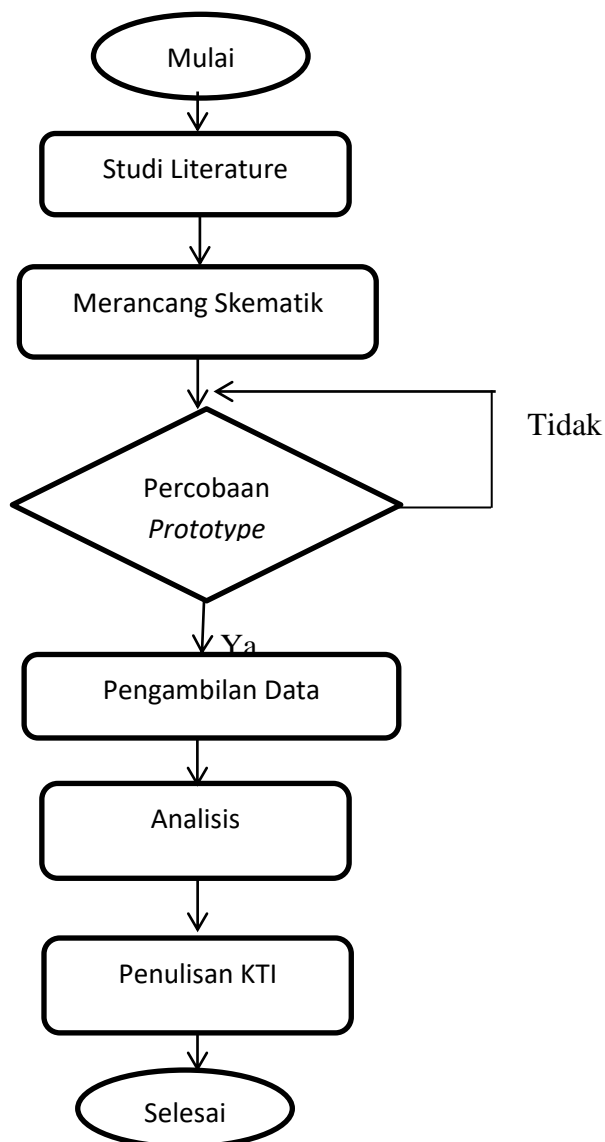 Mulai
Studi Literature
Merancang Skematik
Tidak
Percobaan
Prototype
Ya
Pengambilan Data
Analisis
Penulisan KTI
Selesai